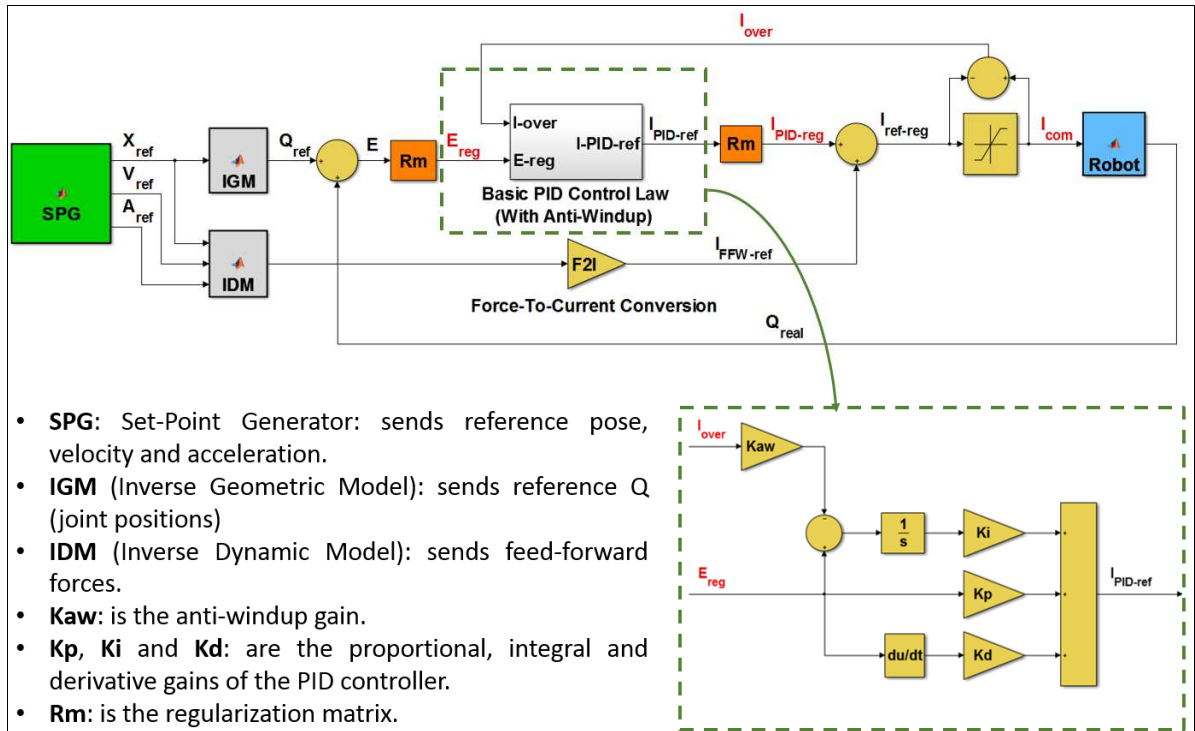 I over
X ref
V ref
A ref
SPG
IGM
IDM
Q ref
+
+
E
Rm
E reg
I-over
E-reg
I-PID-ref
Basic PID Control Law
(With Anti-Windup)
I PID-ref
Rm
I PID-reg
+
+
I ref-reg
-
+
I com
Robot
F2I
I FFW-ref
Force-To-Current Conversion
Q real
• SPG: Set-Point Generator: sends reference pose,
velocity and acceleration.
• IGM (Inverse Geometric Model): sends reference Q
(joint positions)
• IDM (Inverse Dynamic Model): sends feed-forward
forces.
• Kaw: is the anti-windup gain.
• Kp, Ki and Kd: are the proportional, integral and
derivative gains of the PID controller.
• Rm: is the regularization matrix.
I over
Kaw
-
+
1
s
Ki
+
E reg
Kp
+
I PID-ref
du/dt
Kd
+